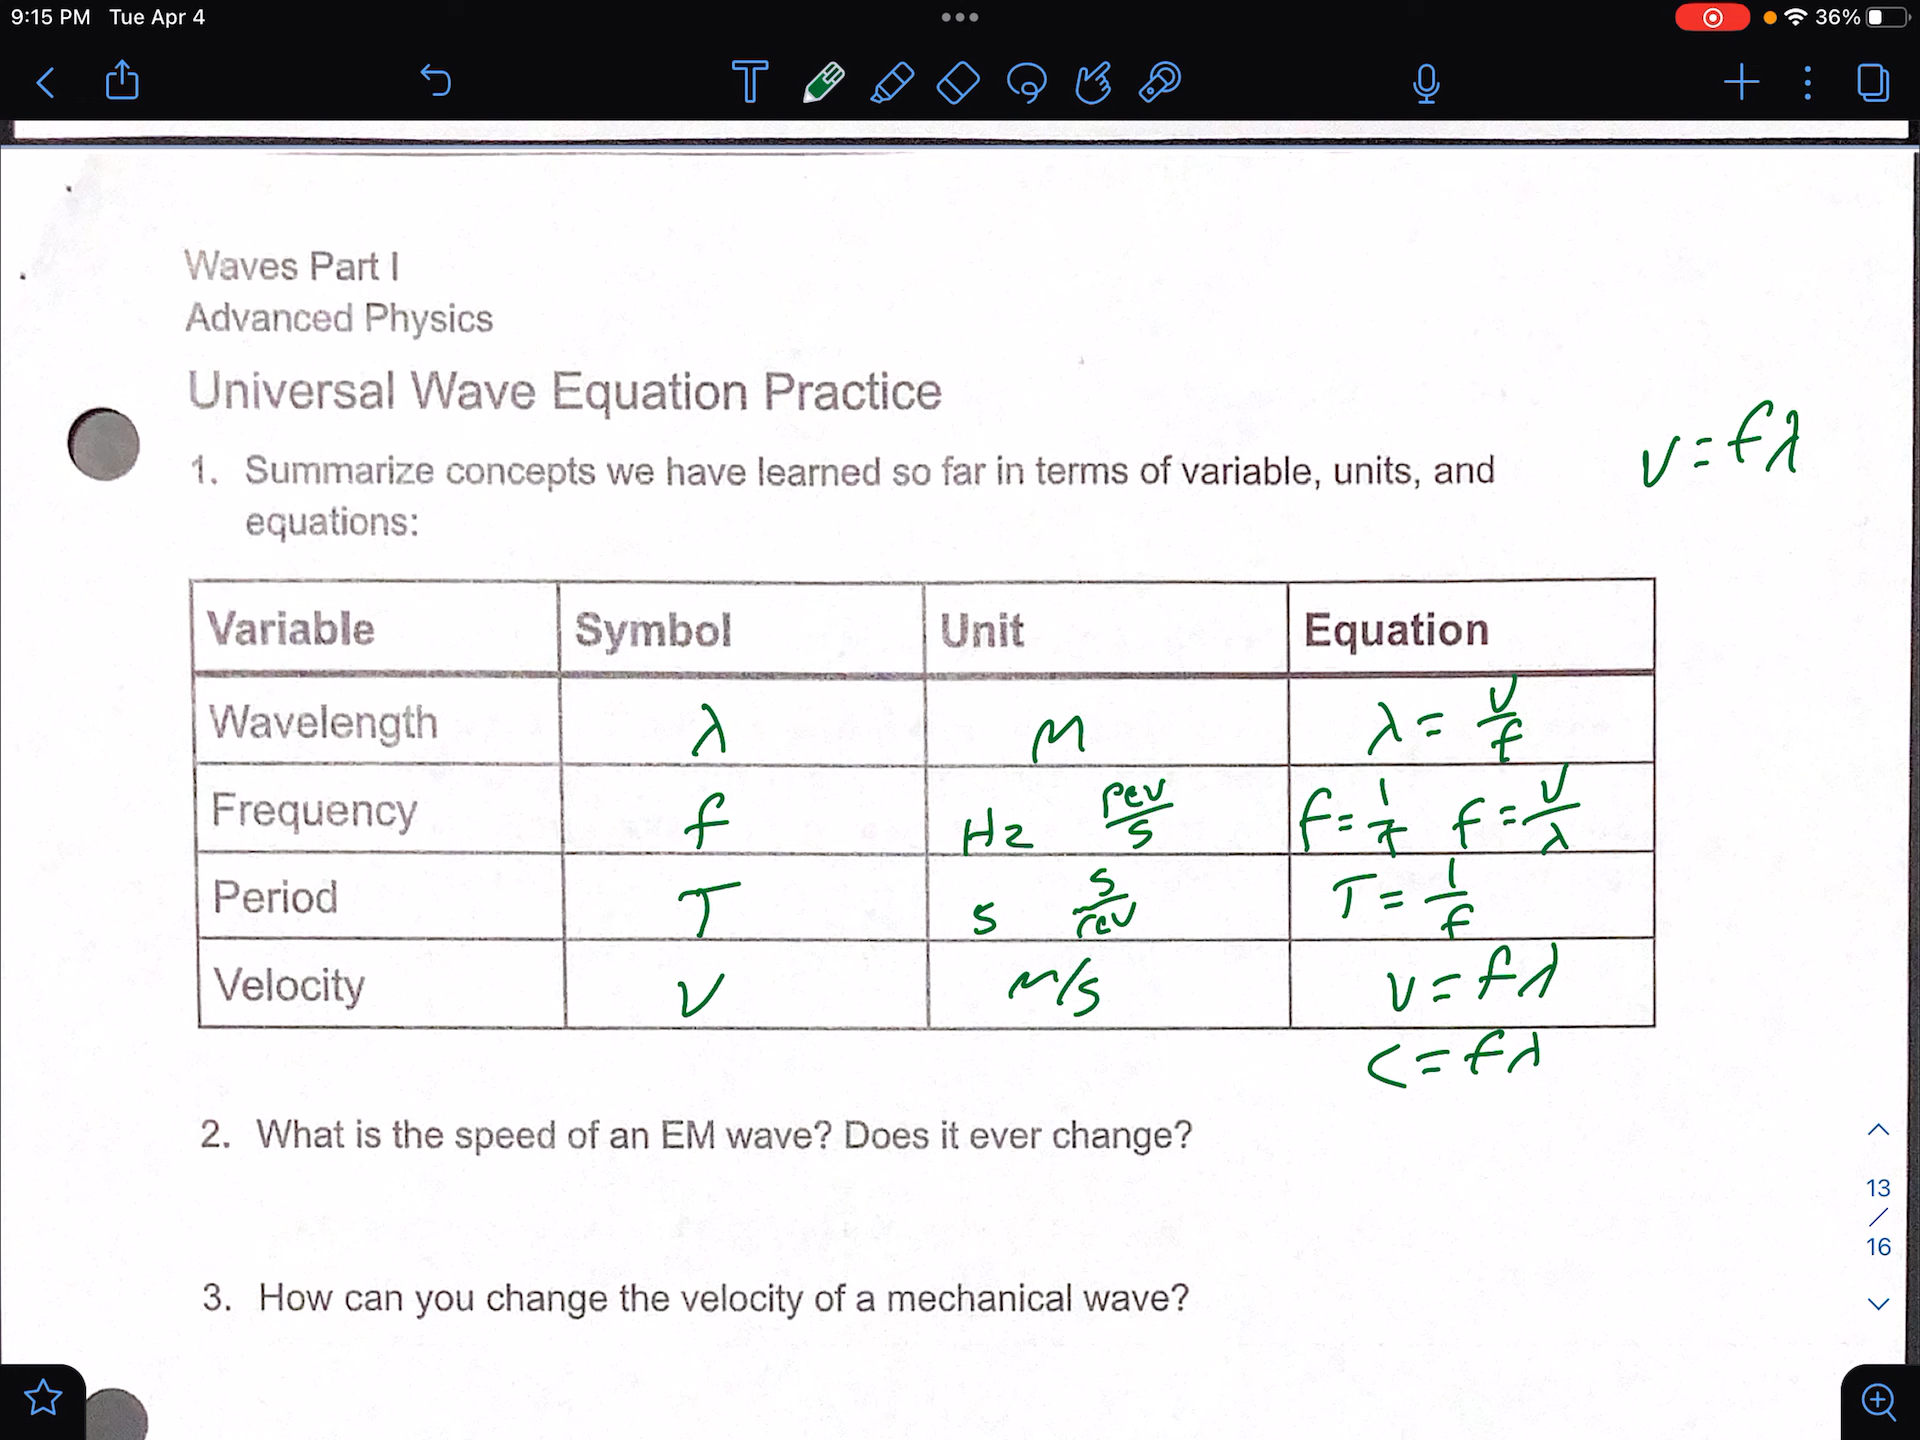 9:15 PM Tue Apr 4
36%
Waves Part I
Advanced Physics
Universal Wave Equation Practice
v = fλ
1. Summarize concepts we have learned so far in terms of variable, units, and
equations:
Variable Symbol Unit Equation
Wavelength λ m λ = v/f
Frequency f Hz rev/s f = 1/T f = v/λ
Period T s s/rev T = 1/f
Velocity v m/s v = fλ
c = fλ
2. What is the speed of an EM wave? Does it ever change?
13
/
16
3. How can you change the velocity of a mechanical wave?